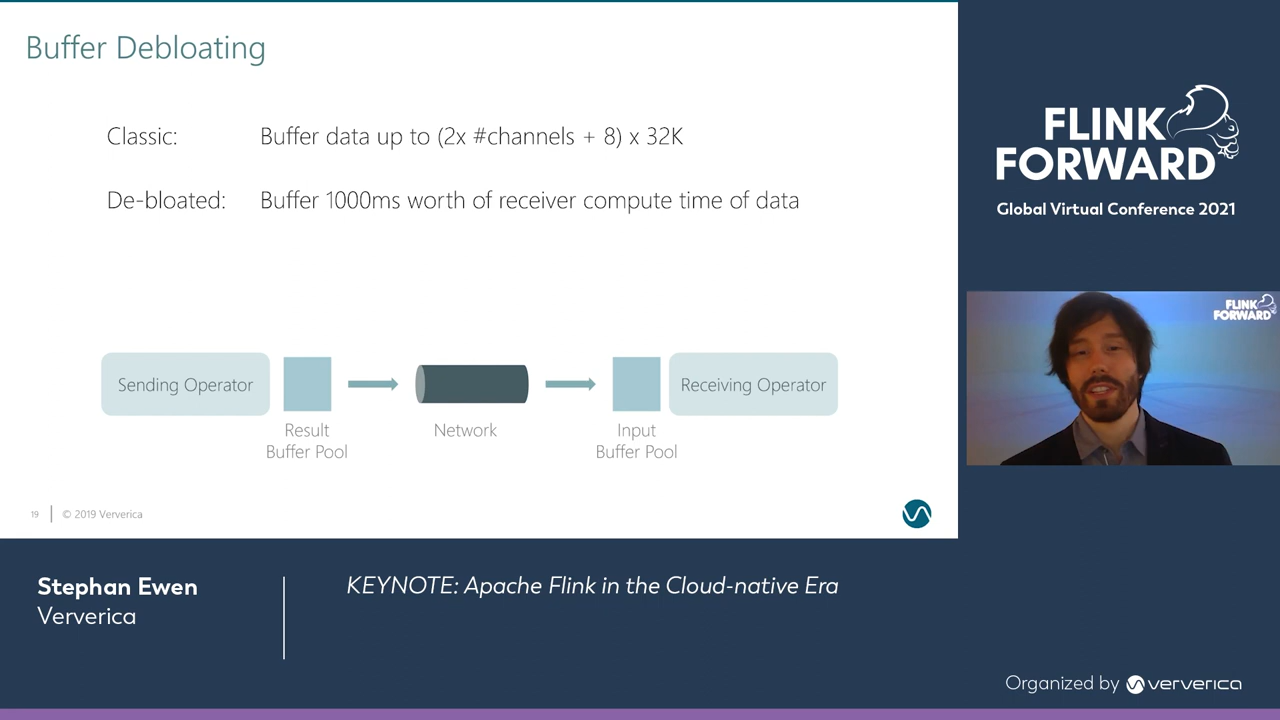 Buffer Debloating
Classic: Buffer data up to (2x #channels + 8) x 32K
De-bloated: Buffer 1000ms worth of receiver compute time of data
Sending Operator
Receiving Operator
Result
Buffer Pool
Network
Input
Buffer Pool
19 © 2019 Ververica
FLINK
FORWARD
Global Virtual Conference 2021
FLINK
FORWARD
Stephan Ewen
Ververica
KEYNOTE: Apache Flink in the Cloud-native Era
Organized by ververica